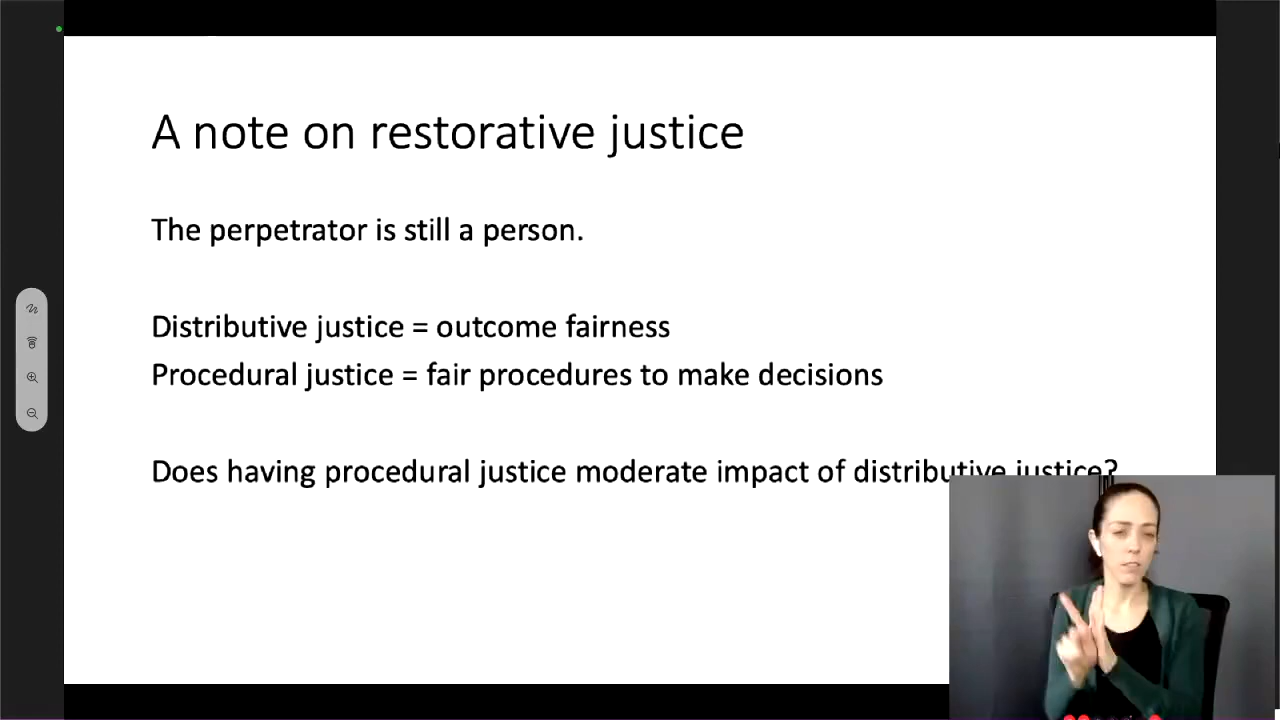 A note on restorative justice
The perpetrator is still a person.
Distributive justice = outcome fairness
Procedural justice = fair procedures to make decisions
Does having procedural justice moderate impact of distributive justice?